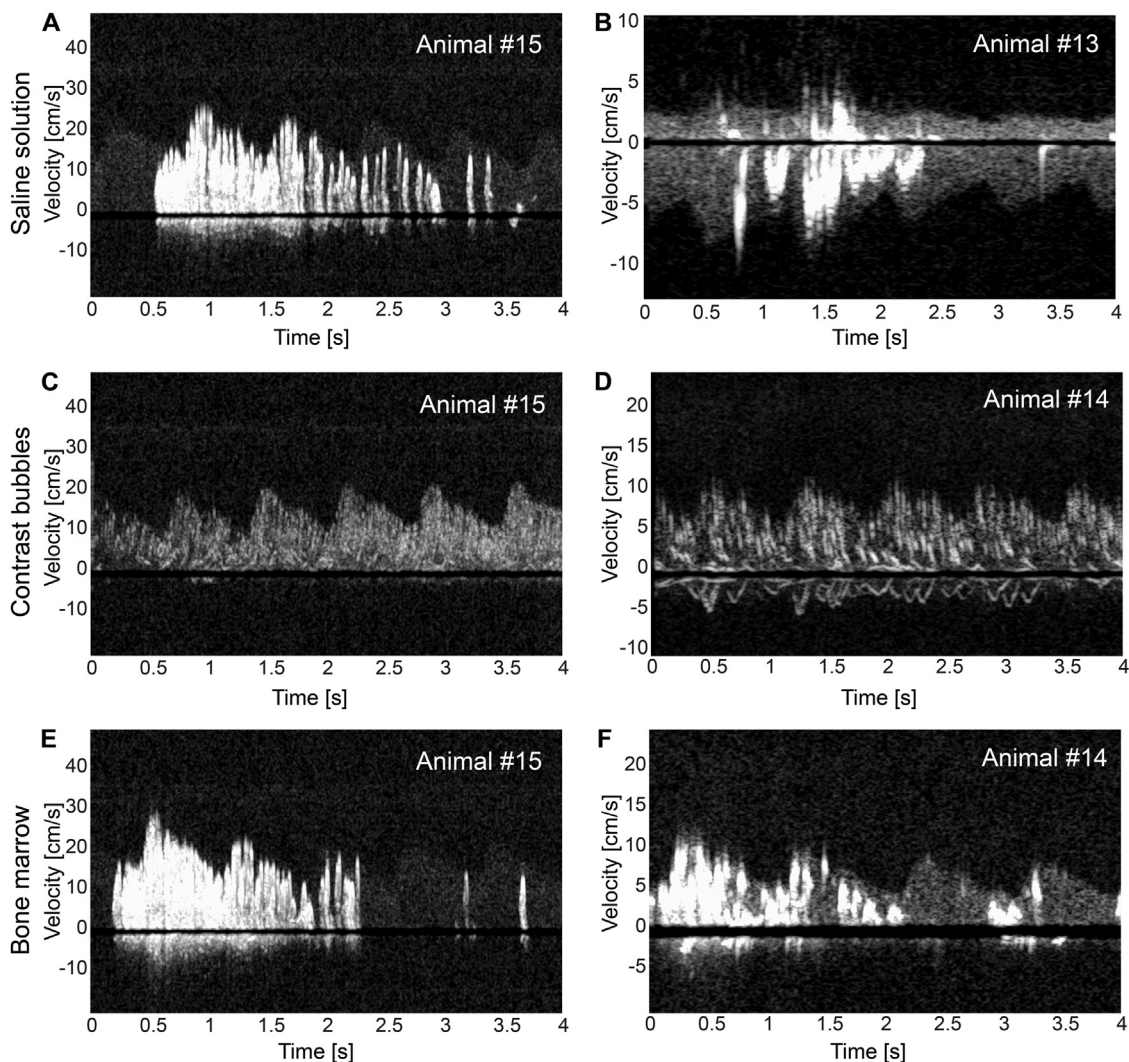 A
Animal #15
Saline solution
Velocity [cm/s]
40
30
20
10
0
-10
0 0.5 1 1.5 2 2.5 3 3.5 4
Time [s]
B
Animal #13
Velocity [cm/s]
10
5
0
-5
-10
0 0.5 1 1.5 2 2.5 3 3.5 4
Time [s]
C
Animal #15
Contrast bubbles
Velocity [cm/s]
40
30
20
10
0
-10
0 0.5 1 1.5 2 2.5 3 3.5 4
Time [s]
D
Animal #14
Velocity [cm/s]
20
15
10
5
0
-5
-10
0 0.5 1 1.5 2 2.5 3 3.5 4
Time [s]
E
Animal #15
Bone marrow
Velocity [cm/s]
40
30
20
10
0
-10
0 0.5 1 1.5 2 2.5 3 3.5 4
Time [s]
F
Animal #14
Velocity [cm/s]
20
15
10
5
0
-5
0 0.5 1 1.5 2 2.5 3 3.5 4
Time [s]